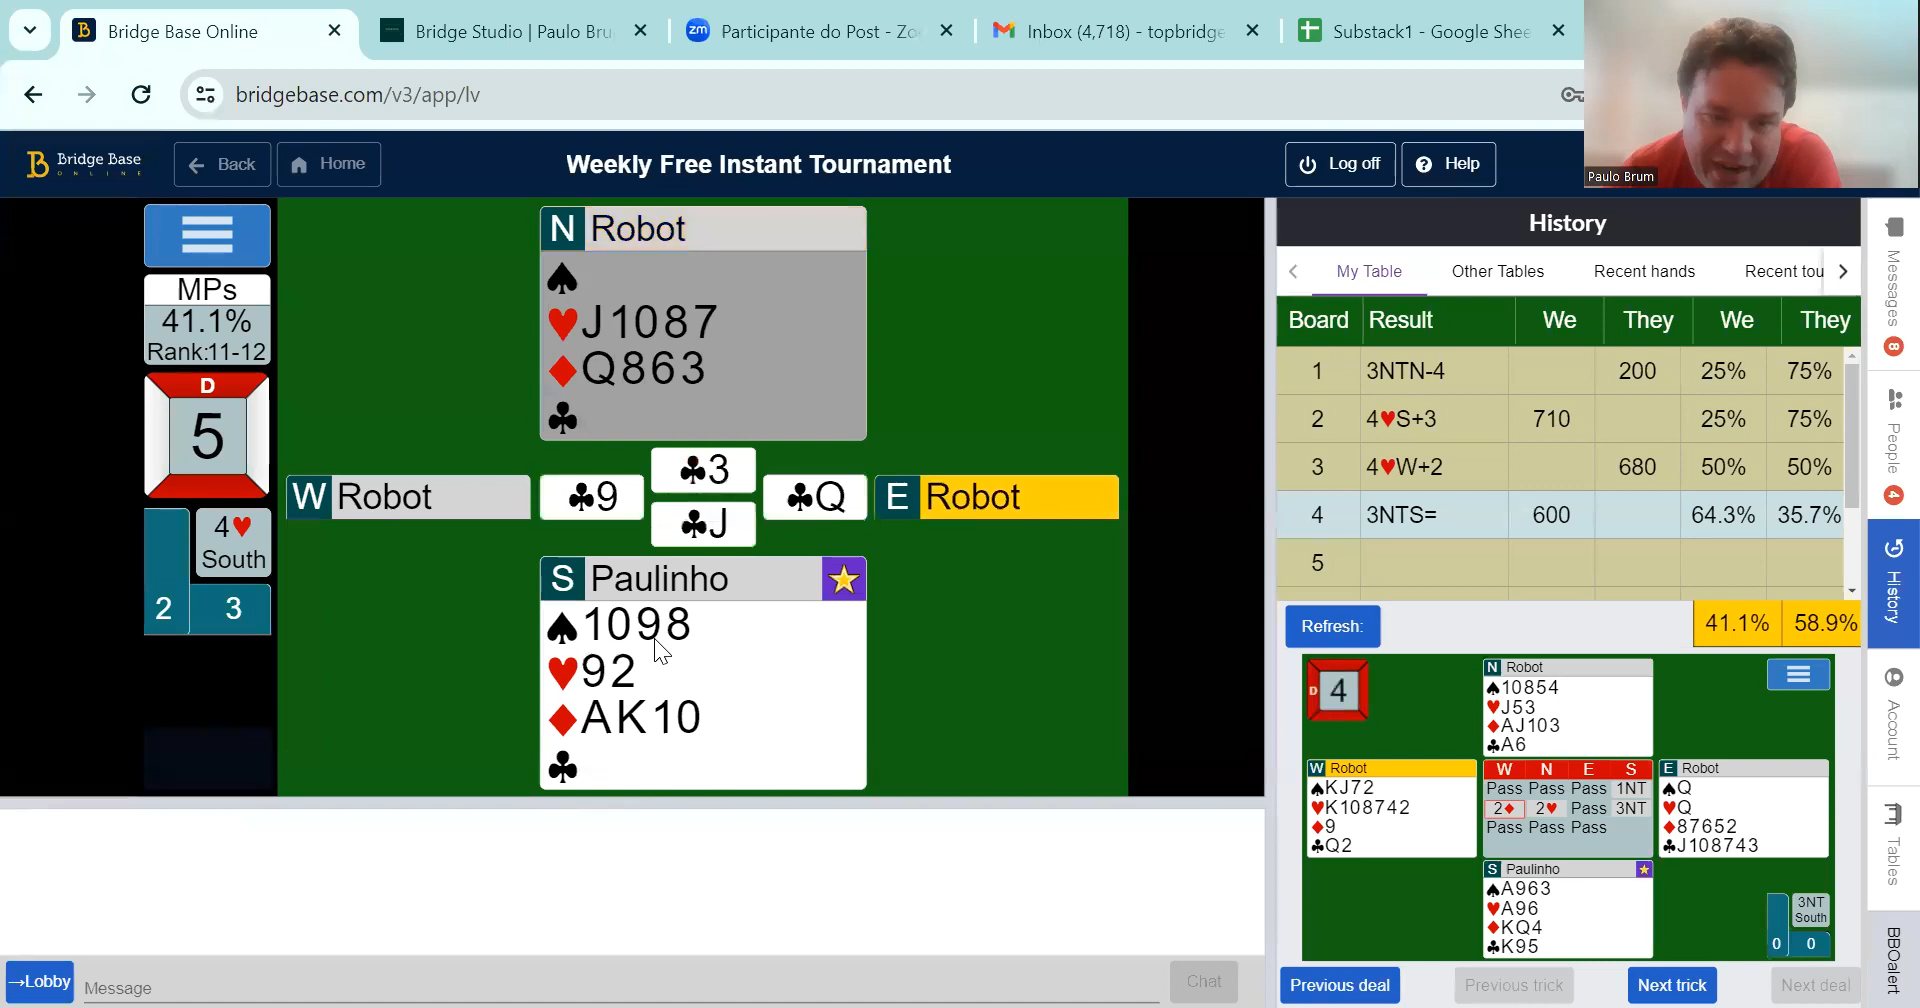 Bridge Base Online
Bridge Studio | Paulo Bru
zm Participante do Post - Zo
Inbox (4,718) - topbridge
Substack1 - Google Shee
bridgebase.com/v3/app/lv
Paulo Brum
Bridge Base
ONLINE
Back
Home
Weekly Free Instant Tournament
Log off
Help
MPs
41.1%
Rank:11-12
D
5
4♥
South
2 3
N Robot
♠
♥J1087
♦Q863
♣
W Robot
♣9
♣3
♣Q
♣J
E Robot
S Paulinho
♠1098
♥92
♦AK10
♣
→Lobby
Message
Chat
History
My Table Other Tables Recent hands Recent tou
Board Result We They We They
1 3NTN-4 200 25% 75%
2 4♥S+3 710 25% 75%
3 4♥W+2 680 50% 50%
4 3NTS= 600 64.3% 35.7%
5
Refresh:
41.1% 58.9%
D 4
N Robot
♠10854
♥J53
♦AJ103
♣A6
W Robot
♠KJ72
♥K108742
♦9
♣Q2
W N E S
Pass Pass Pass 1NT
2♦ 2♥ Pass 3NT
Pass Pass Pass
E Robot
♠Q
♥Q
♦87652
♣J108743
S Paulinho
♠A963
♥A96
♦KQ4
♣K95
3NT
South
0 0
Previous deal
Previous trick
Next trick
Next deal
Messages
8
People
4
History
Account
Tables
BBOalert